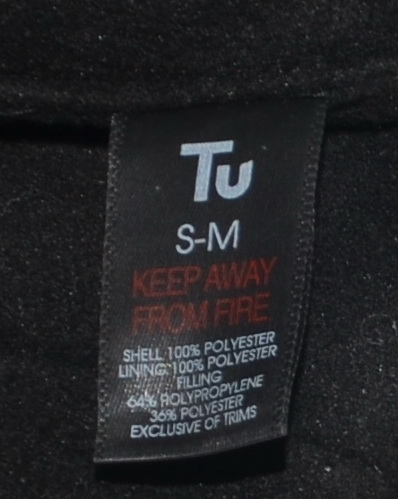 Tu
S-M
KEEP AWAY
FROM FIRE
SHELL 100% POLYESTER
LINING 100% POLYESTER
FILLING
64% POLYPROPYLENE
36% POLYESTER
EXCLUSIVE OF TRIMS